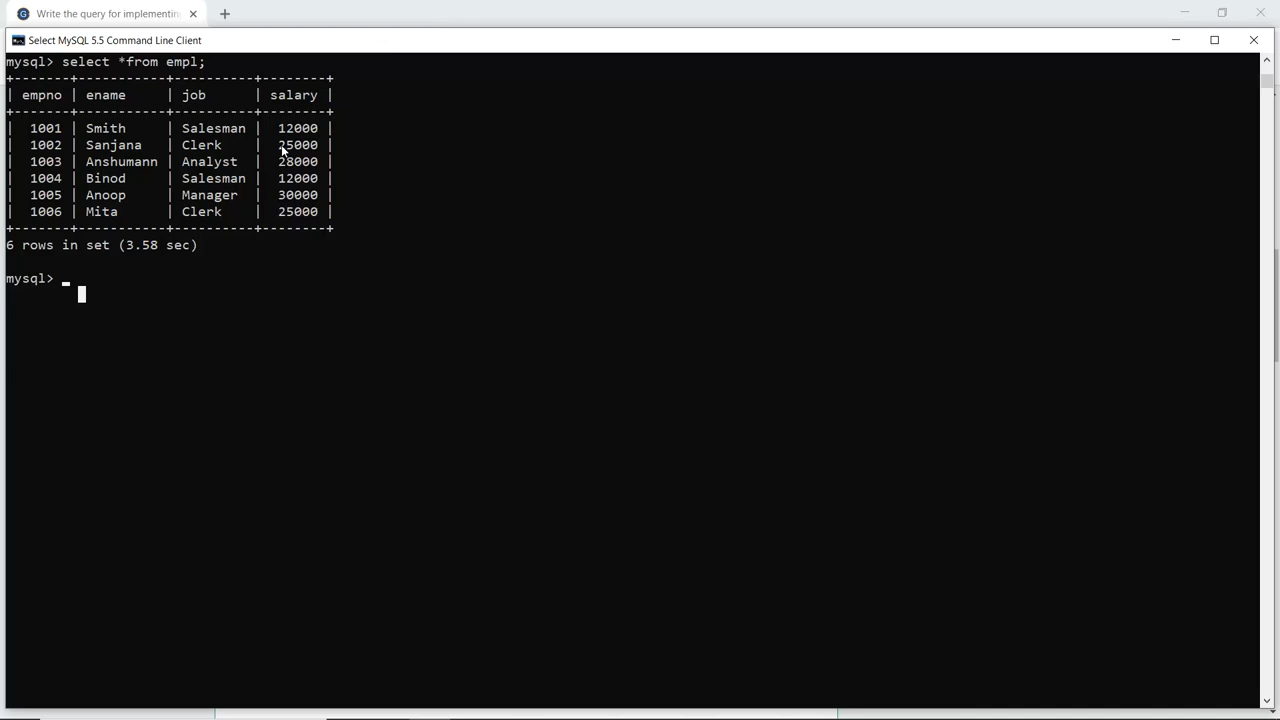 Write the query for implementin
Select MySQL 5.5 Command Line Client
mysql> select *from empl;
+-------+-----------+----------+--------+
| empno | ename     | job      | salary |
+-------+-----------+----------+--------+
|  1001 | Smith     | Salesman |  12000 |
|  1002 | Sanjana   | Clerk    |  25000 |
|  1003 | Anshumann | Analyst  |  28000 |
|  1004 | Binod     | Salesman |  12000 |
|  1005 | Anoop     | Manager  |  30000 |
|  1006 | Mita      | Clerk    |  25000 |
+-------+-----------+----------+--------+
6 rows in set (3.58 sec)
mysql>